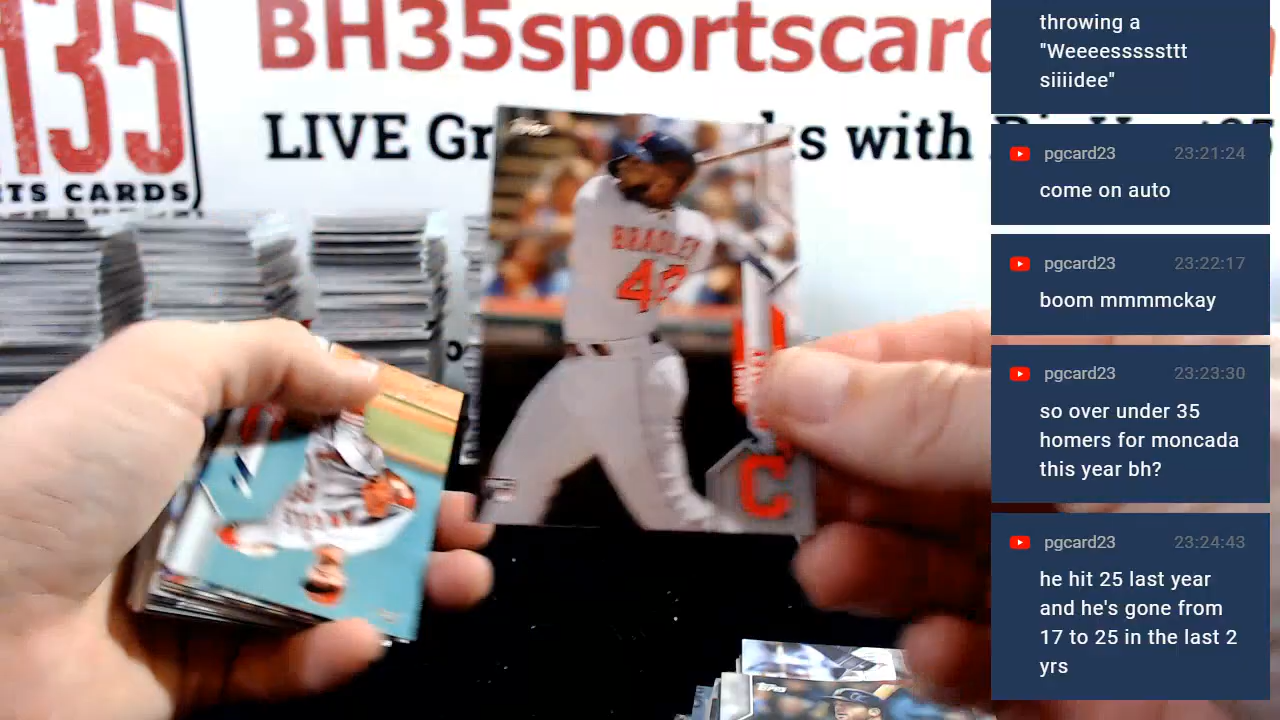 135
RTS CARDS
BH35sportscard
LIVE Gr
ks with
Topps
BRADLEY
C
throwing a
"Weeeesssssttt
siiiidee"
pgcard23 23:21:24
come on auto
pgcard23 23:22:17
boom mmmmckay
pgcard23 23:23:30
so over under 35
homers for moncada
this year bh?
pgcard23 23:24:43
he hit 25 last year
and he's gone from
17 to 25 in the last 2
yrs